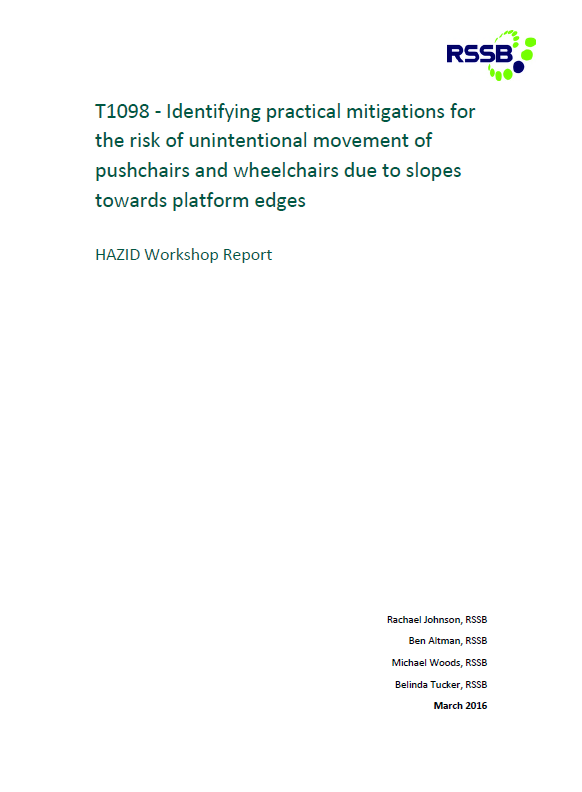 RSSB
T1098 - Identifying practical mitigations for
the risk of unintentional movement of
pushchairs and wheelchairs due to slopes
towards platform edges
HAZID Workshop Report
Rachael Johnson, RSSB
Ben Altman, RSSB
Michael Woods, RSSB
Belinda Tucker, RSSB
March 2016